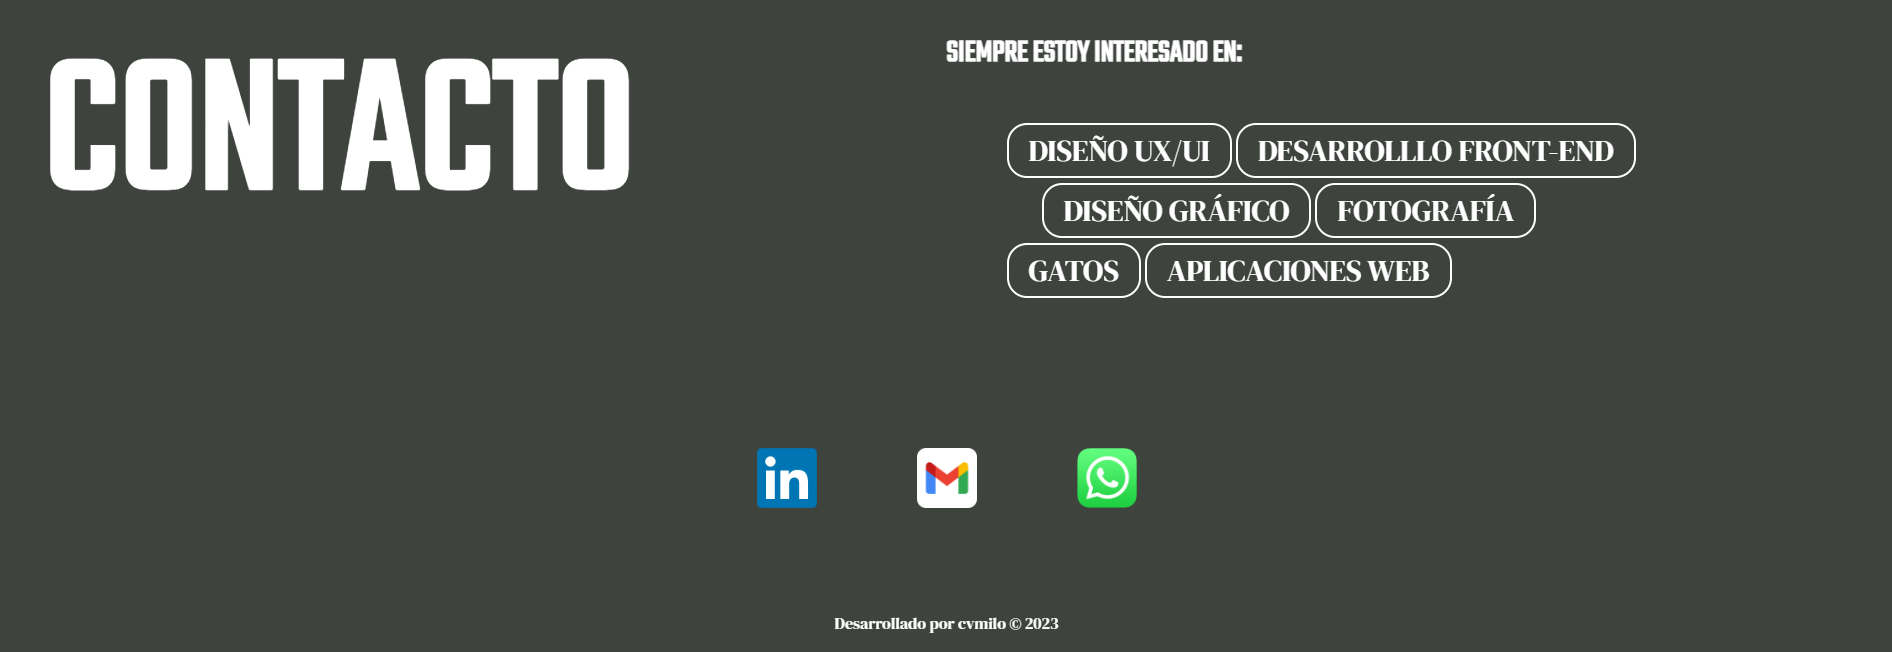 CONTACTO
SIEMPRE ESTOY INTERESADO EN:
DISEÑO UX/UI DESARROLLLO FRONT-END
DISEÑO GRÁFICO FOTOGRAFÍA
GATOS APLICACIONES WEB
in
Desarrollado por cvmilo © 2023